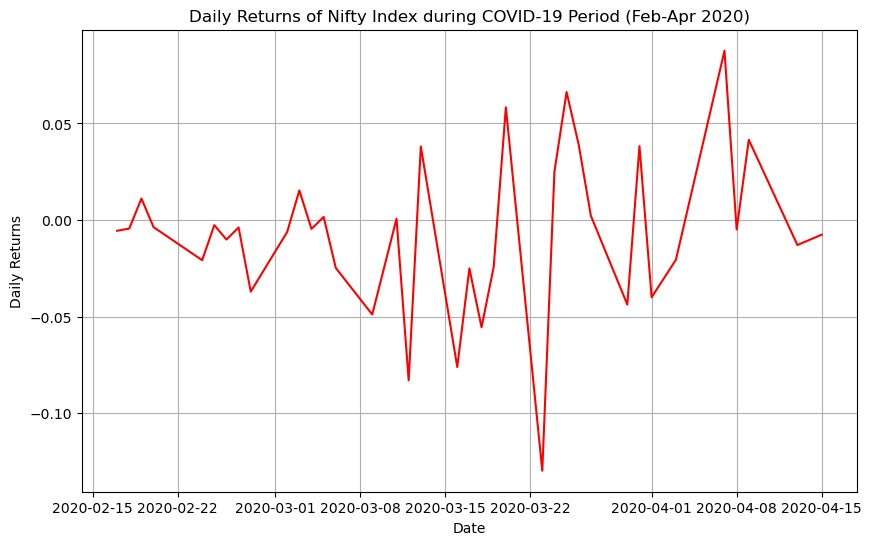 Daily Returns of Nifty Index during COVID-19 Period (Feb-Apr 2020)
Daily Returns
0.05
0.00
−0.05
−0.10
2020-02-15 2020-02-22 2020-03-01 2020-03-08 2020-03-15 2020-03-22 2020-04-01 2020-04-08 2020-04-15
Date